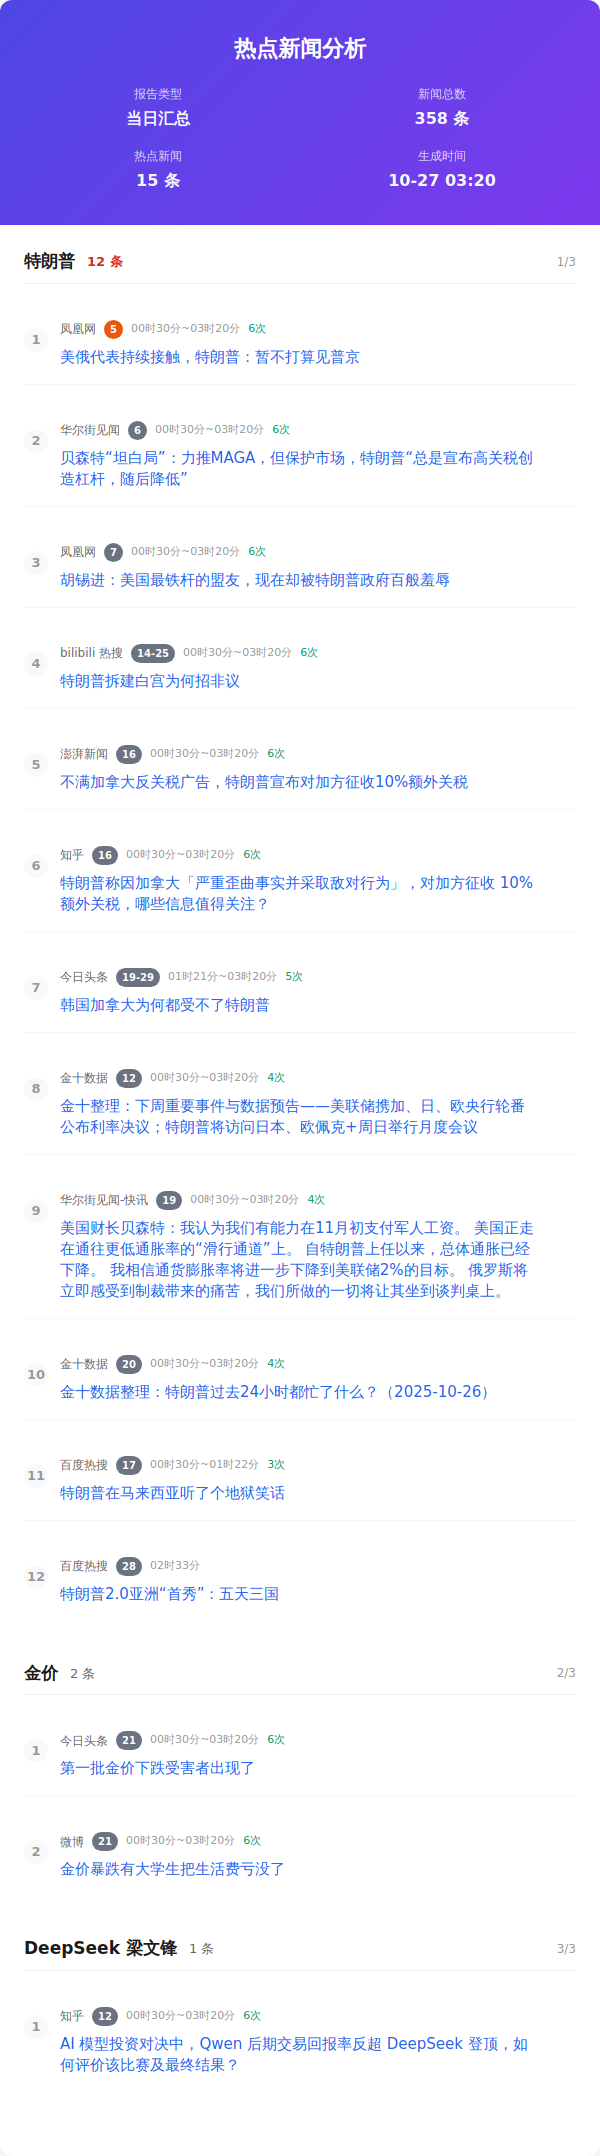 热点新闻分析
报告类型
当日汇总
新闻总数
358 条
热点新闻
15 条
生成时间
10-27 03:20
特朗普 12 条 1/3
1
凤凰网 5 00时30分~03时20分 6次
美俄代表持续接触，特朗普：暂不打算见普京
2
华尔街见闻 6 00时30分~03时20分 6次
贝森特“坦白局”：力推MAGA，但保护市场，特朗普“总是宣布高关税创
造杠杆，随后降低”
3
凤凰网 7 00时30分~03时20分 6次
胡锡进：美国最铁杆的盟友，现在却被特朗普政府百般羞辱
4
bilibili 热搜 14-25 00时30分~03时20分 6次
特朗普拆建白宫为何招非议
5
澎湃新闻 16 00时30分~03时20分 6次
不满加拿大反关税广告，特朗普宣布对加方征收10%额外关税
6
知乎 16 00时30分~03时20分 6次
特朗普称因加拿大「严重歪曲事实并采取敌对行为」，对加方征收 10%
额外关税，哪些信息值得关注？
7
今日头条 19-29 01时21分~03时20分 5次
韩国加拿大为何都受不了特朗普
8
金十数据 12 00时30分~03时20分 4次
金十整理：下周重要事件与数据预告——美联储携加、日、欧央行轮番
公布利率决议；特朗普将访问日本、欧佩克+周日举行月度会议
9
华尔街见闻-快讯 19 00时30分~03时20分 4次
美国财长贝森特：我认为我们有能力在11月初支付军人工资。 美国正走
在通往更低通胀率的“滑行通道”上。 自特朗普上任以来，总体通胀已经
下降。 我相信通货膨胀率将进一步下降到美联储2%的目标。 俄罗斯将
立即感受到制裁带来的痛苦，我们所做的一切将让其坐到谈判桌上。
10
金十数据 20 00时30分~03时20分 4次
金十数据整理：特朗普过去24小时都忙了什么？（2025-10-26）
11
百度热搜 17 00时30分~01时22分 3次
特朗普在马来西亚听了个地狱笑话
12
百度热搜 28 02时33分
特朗普2.0亚洲“首秀”：五天三国
金价 2 条 2/3
1
今日头条 21 00时30分~03时20分 6次
第一批金价下跌受害者出现了
2
微博 21 00时30分~03时20分 6次
金价暴跌有大学生把生活费亏没了
DeepSeek 梁文锋 1 条 3/3
1
知乎 12 00时30分~03时20分 6次
AI 模型投资对决中，Qwen 后期交易回报率反超 DeepSeek 登顶，如
何评价该比赛及最终结果？